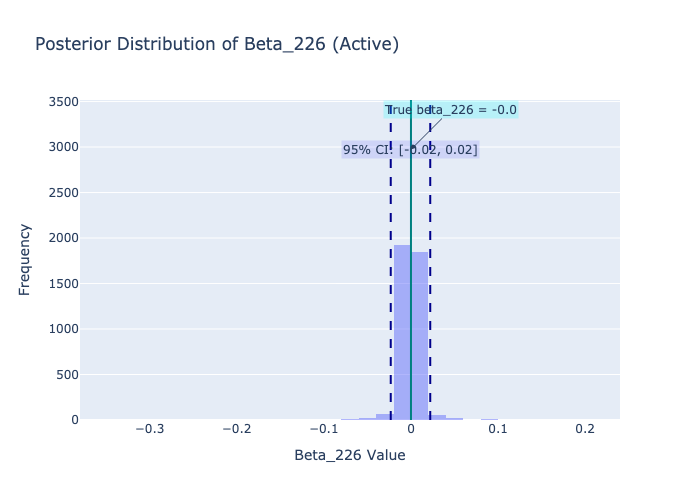 Posterior Distribution of Beta_226 (Active)
3500
True beta_226 = -0.0
3000
95% CI: [-0.02, 0.02]
2500
2000
1500
1000
500
0
Frequency
−0.3 −0.2 −0.1 0 0.1 0.2
Beta_226 Value